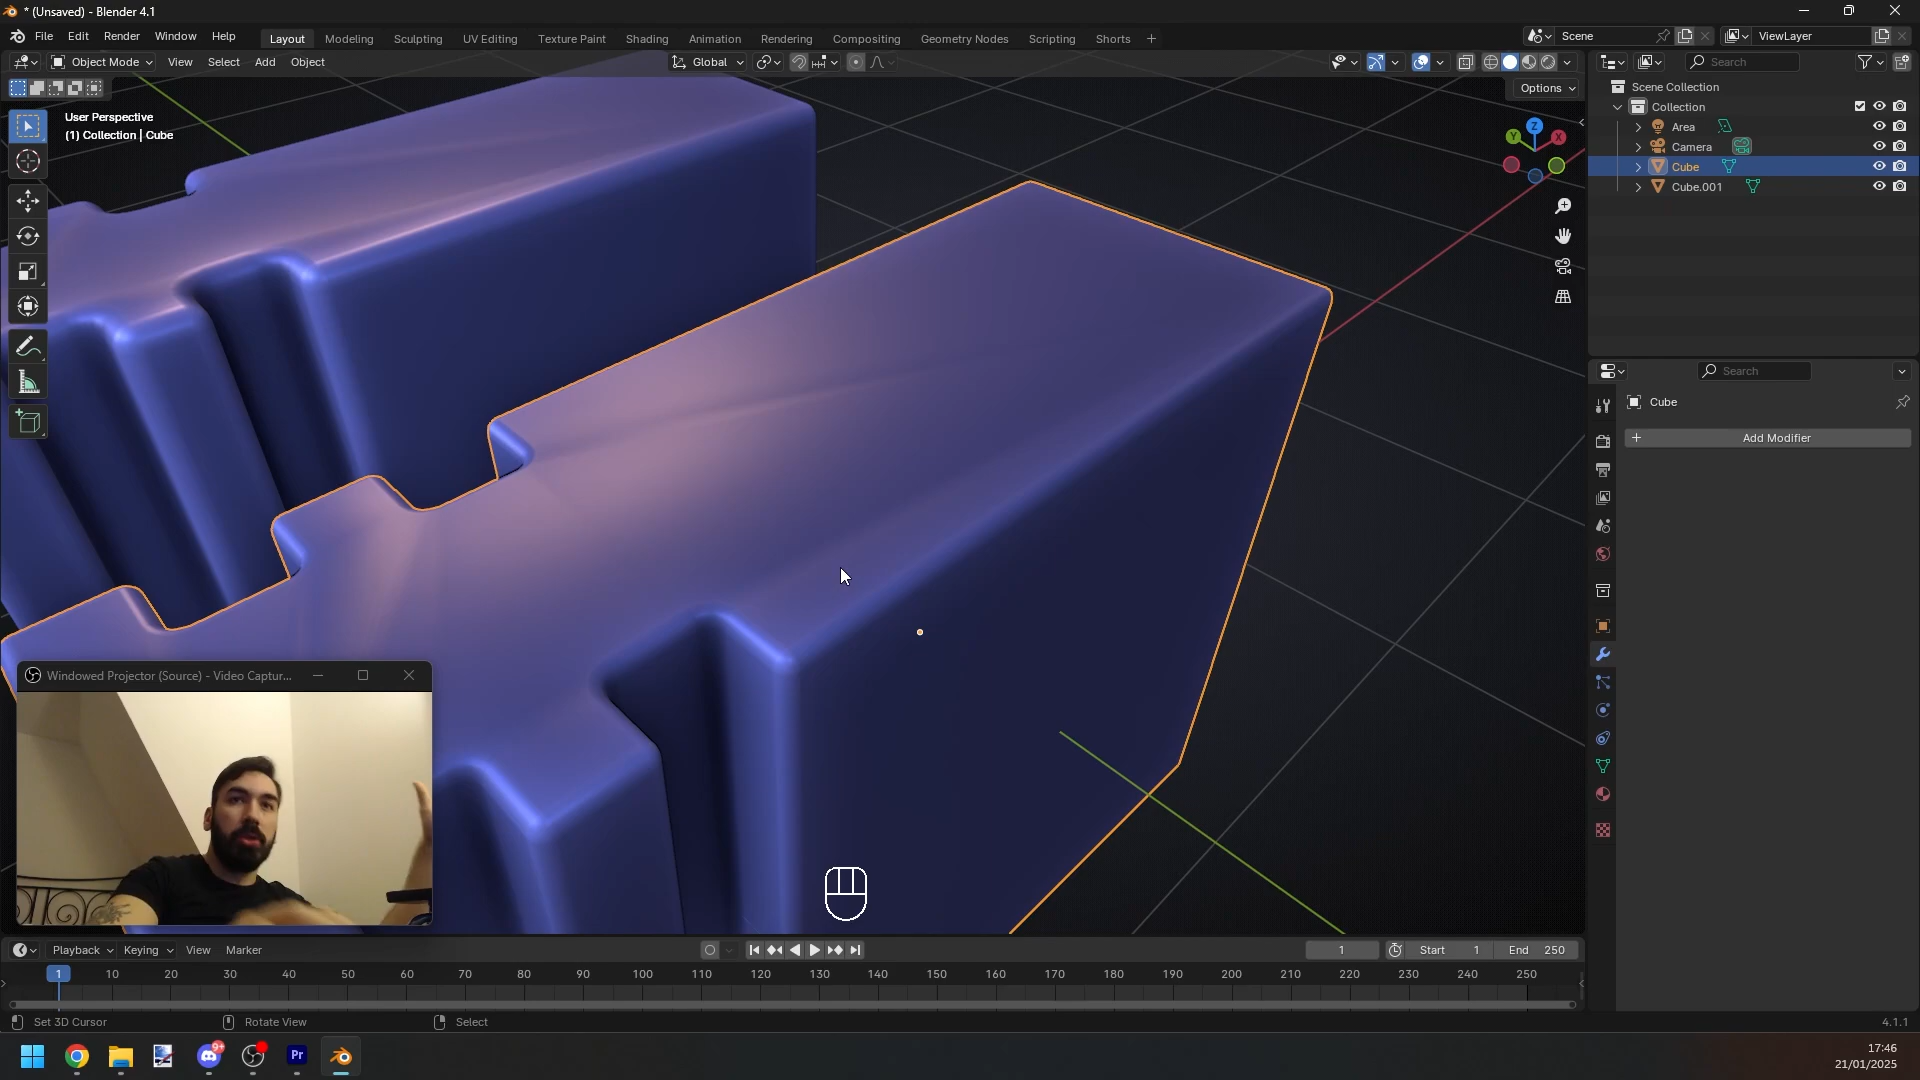 * (Unsaved) - Blender 4.1
File Edit Render Window Help
Layout Modeling Sculpting UV Editing Texture Paint Shading Animation Rendering Compositing Geometry Nodes Scripting Shorts
Scene
ViewLayer
Object Mode View Select Add Object
Global
Search
Options
User Perspective
(1) Collection | Cube
Z
Y
X
Scene Collection
Collection
Area
Camera
Cube
Cube.001
Search
Cube
Add Modifier
Windowed Projector (Source) - Video Captur...
Playback Keying View Marker
1
Start 1
End 250
1 10 20 30 40 50 60 70 80 90 100 110 120 130 140 150 160 170 180 190 200 210 220 230 240 250
Set 3D Cursor Rotate View Select
4.1.1
9+
Pr
17:46
21/01/2025